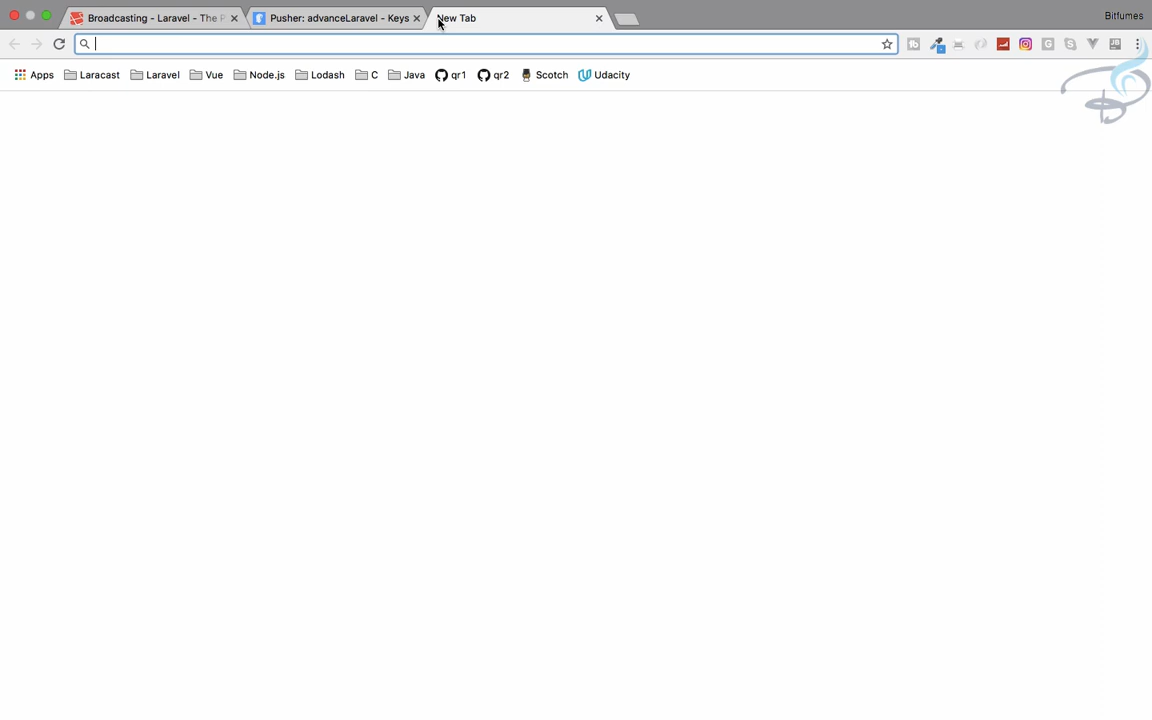 Broadcasting - Laravel - The P
Pusher: advanceLaravel - Keys
New Tab
Bitfumes
Apps
Laracast
Laravel
Vue
Node.js
Lodash
C
Java
qr1
qr2
Scotch
Udacity